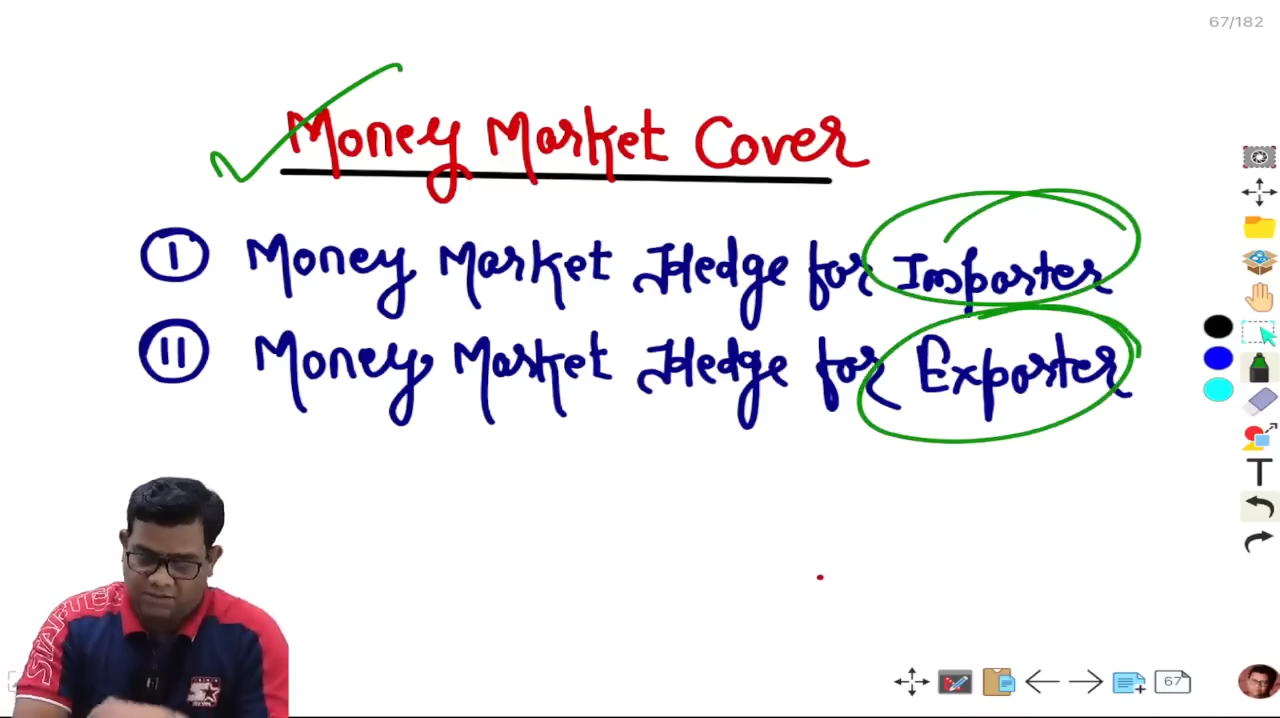 67/182
Money Market Cover
I Money Market Hedge for Importer
II Money Market Hedge for Exporter
T
67